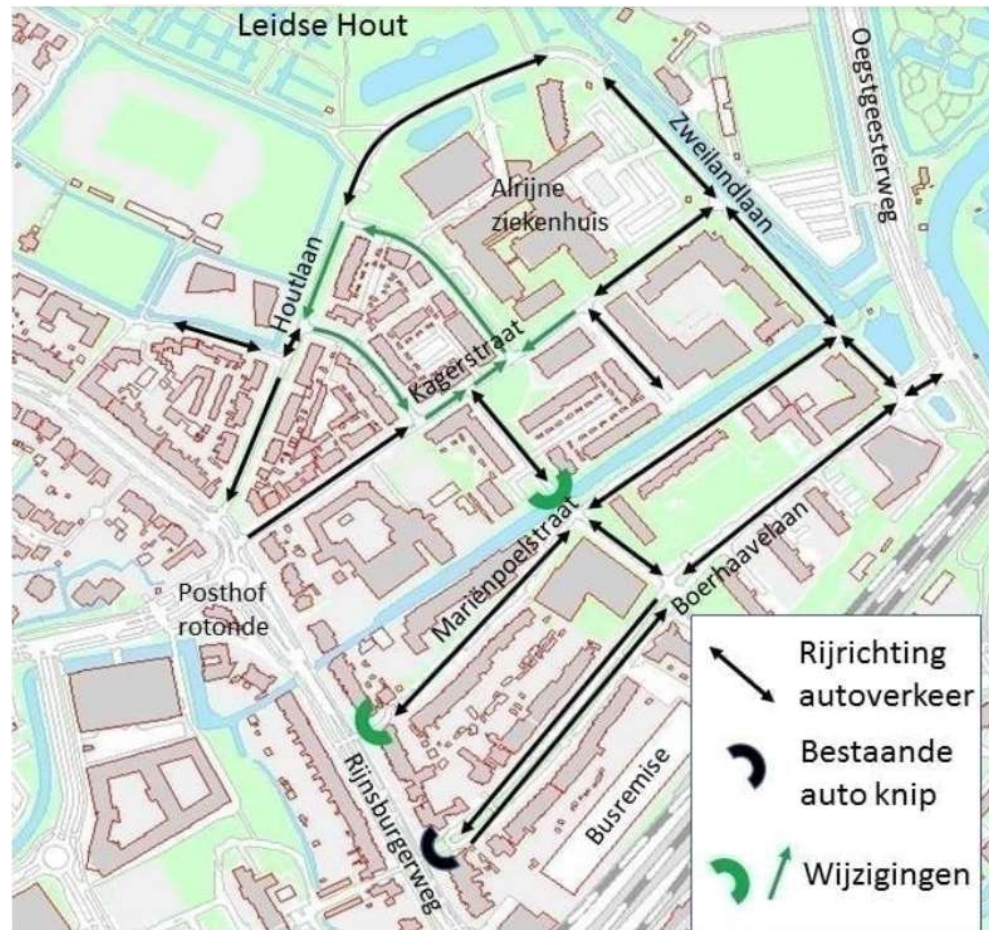 Leidse Hout
Oegstgeesterweg
Zweilandlaan
Alrijne
ziekenhuis
Houtlaan
Kagerstraat
Mariënpoelstraat
Boerhaavelaan
Posthof
rotonde
Rijnsburgerweg
Busremise
Rijrichting
autoverkeer
Bestaande
auto knip
Wijzigingen